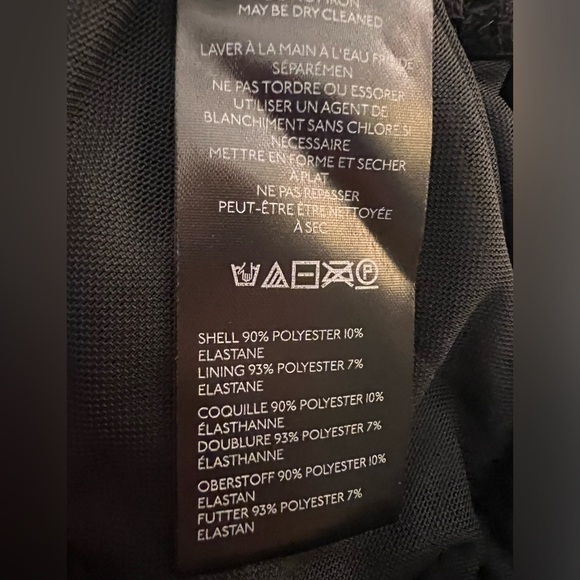 IRON
MAY BE DRY CLEANED
LAVER À LA MAIN À L'EAU FROIDE
SÉPARÉMEN
NE PAS TORDRE OU ESSORER
UTILISER UN AGENT DE
BLANCHIMENT SANS CHLORE SI
NÉCESSAIRE
METTRE EN FORME ET SECHER
À PLAT
NE PAS REPASSER
PEUT-ÊTRE ÊTRE NETTOYÉE
À SEC
P
SHELL 90% POLYESTER 10%
ELASTANE
LINING 93% POLYESTER 7%
ELASTANE
COQUILLE 90% POLYESTER 10%
ÉLASTHANNE
DOUBLURE 93% POLYESTER 7%
ÉLASTHANNE
OBERSTOFF 90% POLYESTER 10%
ELASTAN
FUTTER 93% POLYESTER 7%
ELASTAN